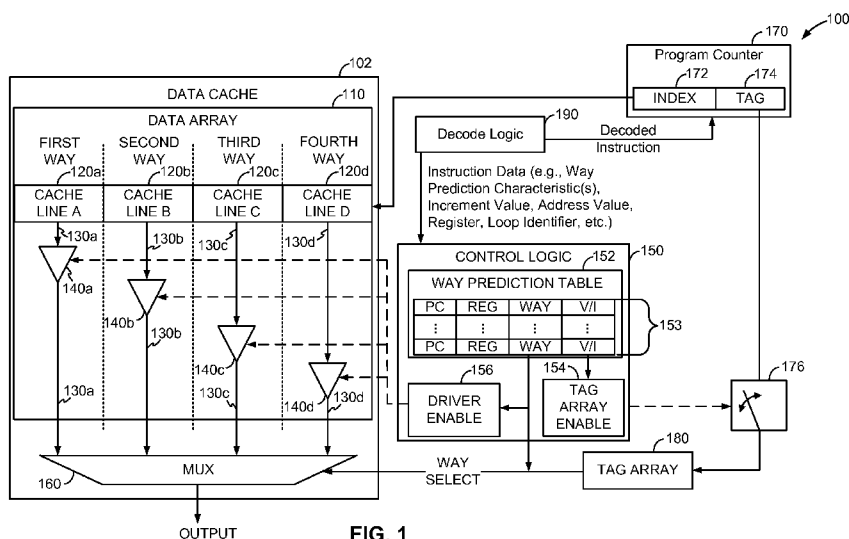 100
170
Program Counter
172
174
INDEX
TAG
102
DATA CACHE
110
DATA ARRAY
FIRST WAY
SECOND WAY
THIRD WAY
FOURTH WAY
120a
120b
120c
120d
CACHE LINE A
CACHE LINE B
CACHE LINE C
CACHE LINE D
130a
130b
130c
130d
140a
140b
140c
140d
130a
130b
130c
130d
MUX
160
OUTPUT
190
Decode Logic
Decoded
Instruction
Instruction Data (e.g., Way
Prediction Characteristic(s),
Increment Value, Address Value,
Register, Loop Identifier, etc.)
CONTROL LOGIC
150
152
WAY PREDICTION TABLE
PC REG WAY V/I
⋮ ⋮ ⋮ ⋮
PC REG WAY V/I
153
156
154
DRIVER
ENABLE
TAG
ARRAY
ENABLE
176
180
TAG ARRAY
WAY
SELECT
FIG. 1